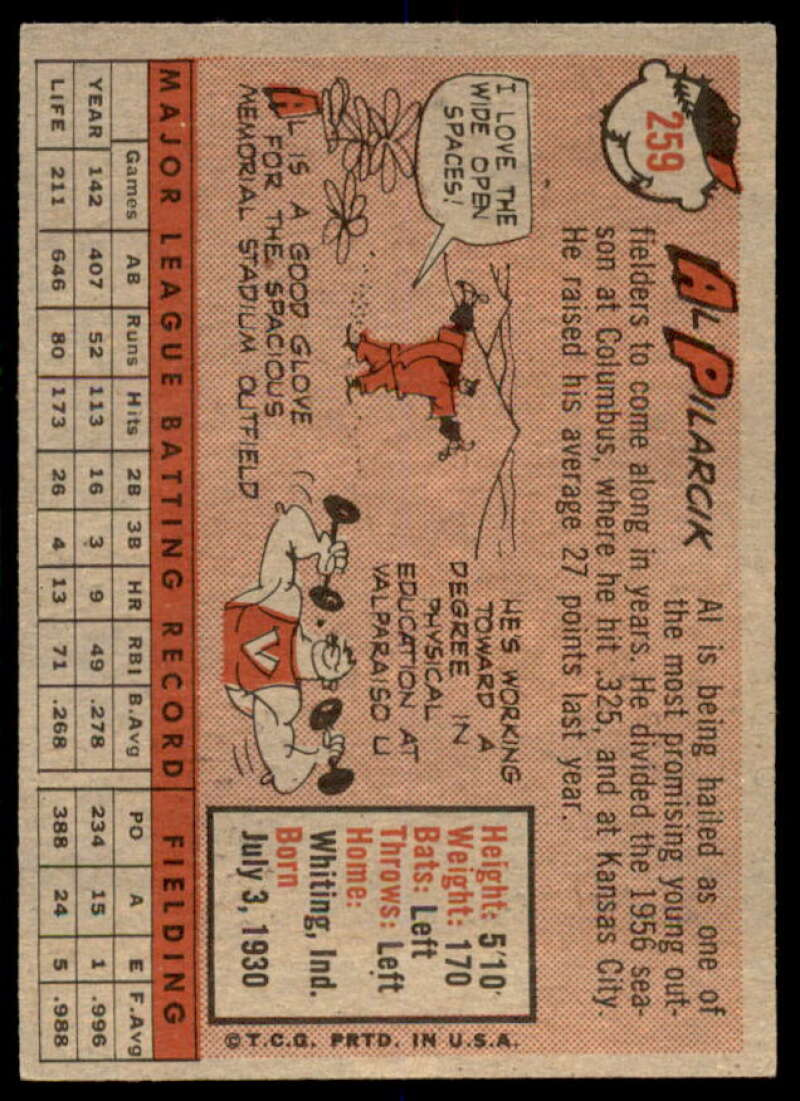 259
AL PILARCIK
Al is being hailed as one of
the most promising young out-
fielders to come along in years. He divided the 1956 sea-
son at Columbus, where he hit .325, and at Kansas City.
He raised his average 27 points last year.
I LOVE THE
WIDE OPEN
SPACES!
AL IS A GOOD GLOVE
FOR THE SPACIOUS
MEMORIAL STADIUM OUTFIELD
HE'S WORKING
TOWARD A
DEGREE IN
PHYSICAL
EDUCATION AT
VALPARAISO U
V
Height: 5'10"
Weight: 170
Bats: Left
Throws: Left
Home:
Whiting, Ind.
Born
July 3, 1930
©T.C.G. PRTD. IN U.S.A.
MAJOR LEAGUE BATTING RECORD FIELDING
Games AB Runs Hits 2B 3B HR RBI B.Avg PO A E F.Avg
YEAR 142 407 52 113 16 3 9 49 .278 234 15 1 .996
LIFE 211 646 80 173 26 4 13 71 .268 388 24 5 .988